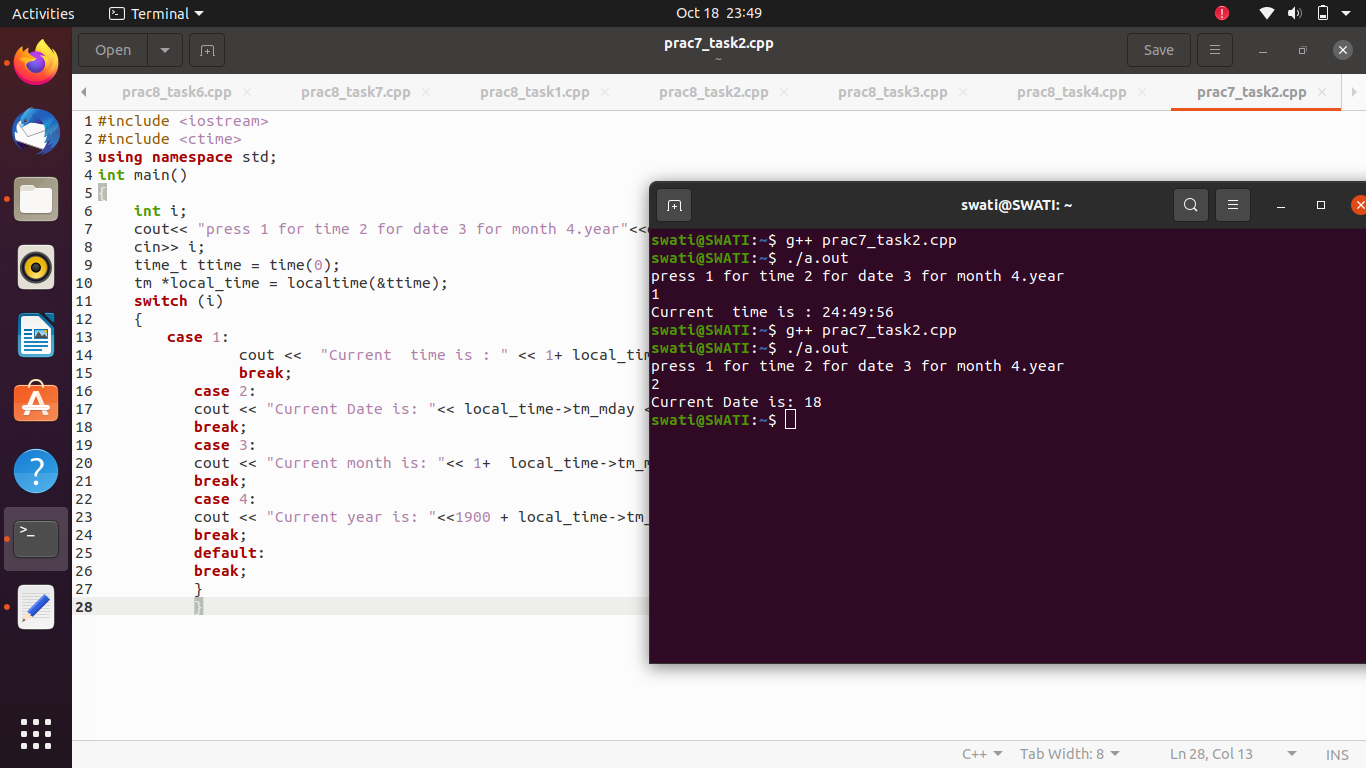 Activities Terminal Oct 18 23:49
Open prac7_task2.cpp Save
~
prac8_task6.cpp prac8_task7.cpp prac8_task1.cpp prac8_task2.cpp prac8_task3.cpp prac8_task4.cpp prac7_task2.cpp
1 #include <iostream>
2 #include <ctime>
3 using namespace std;
4 int main()
5 {
6 int i;
7 cout<< "press 1 for time 2 for date 3 for month 4.year"<<
8 cin>> i;
9 time_t ttime = time(0);
10 tm *local_time = localtime(&ttime);
11 switch (i)
12 {
13 case 1:
14 cout << "Current  time is : " << 1+
15 break;
16 case 2:
17 cout << "Current Date is: "<< local_time->tm_mday
18 break;
19 case 3:
20 cout << "Current month is: "<< 1+
21 break;
22 case 4:
23 cout << "Current year is: "<<1900 +
24 break;
25 default:
26 break;
27 }
28 }
swati@SWATI: ~
swati@SWATI:~$ g++ prac7_task2.cpp
swati@SWATI:~$ ./a.out
press 1 for time 2 for date 3 for month 4.year
1
Current  time is : 24:49:56
swati@SWATI:~$ g++ prac7_task2.cpp
swati@SWATI:~$ ./a.out
press 1 for time 2 for date 3 for month 4.year
2
Current Date is: 18
swati@SWATI:~$
C++ Tab Width: 8 Ln 28, Col 13 INS